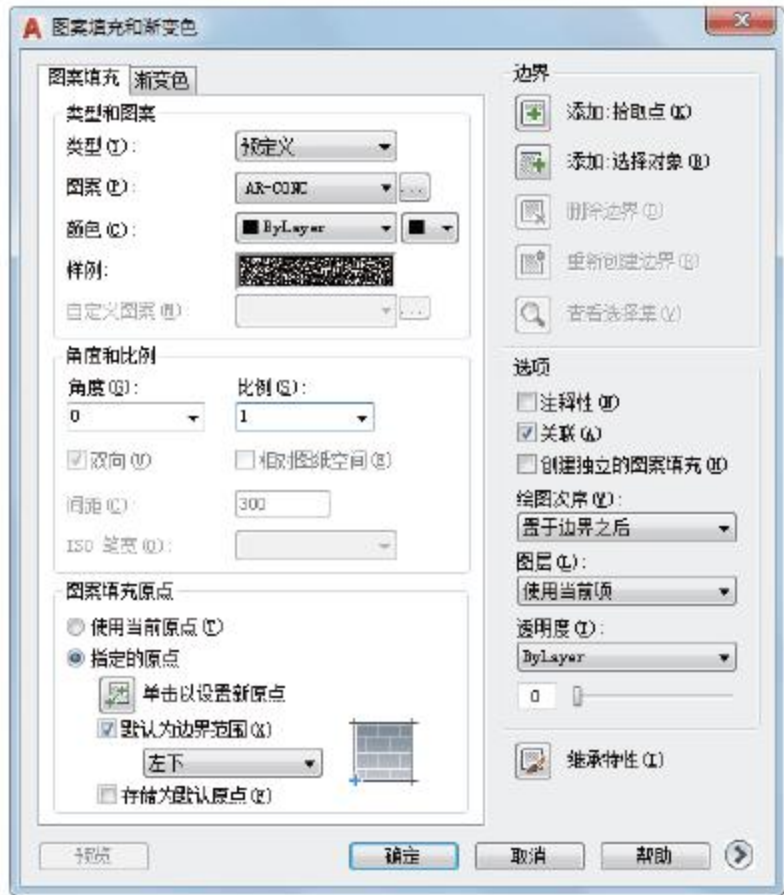 图案填充和渐变色
图案填充 渐变色
类型和图案
类型(Y):
预定义
图案(P):
AR-CONC
...
颜色(C):
ByLayer
样例:
自定义图案(M):
...
角度和比例
角度(G):
比例(S):
0
1
双向(U)
相对图纸空间(E)
间距(C):
300
ISO 笔宽(O):
图案填充原点
使用当前原点(T)
指定的原点
单击以设置新原点
默认为边界范围(X)
左下
存储为默认原点(F)
边界
添加:拾取点(K)
添加:选择对象(B)
删除边界(D)
重新创建边界(R)
查看选择集(V)
选项
注释性(N)
关联(A)
创建独立的图案填充(H)
绘图次序(W):
置于边界之后
图层(L):
使用当前项
透明度(T):
ByLayer
0
继承特性(I)
预览
确定
取消
帮助